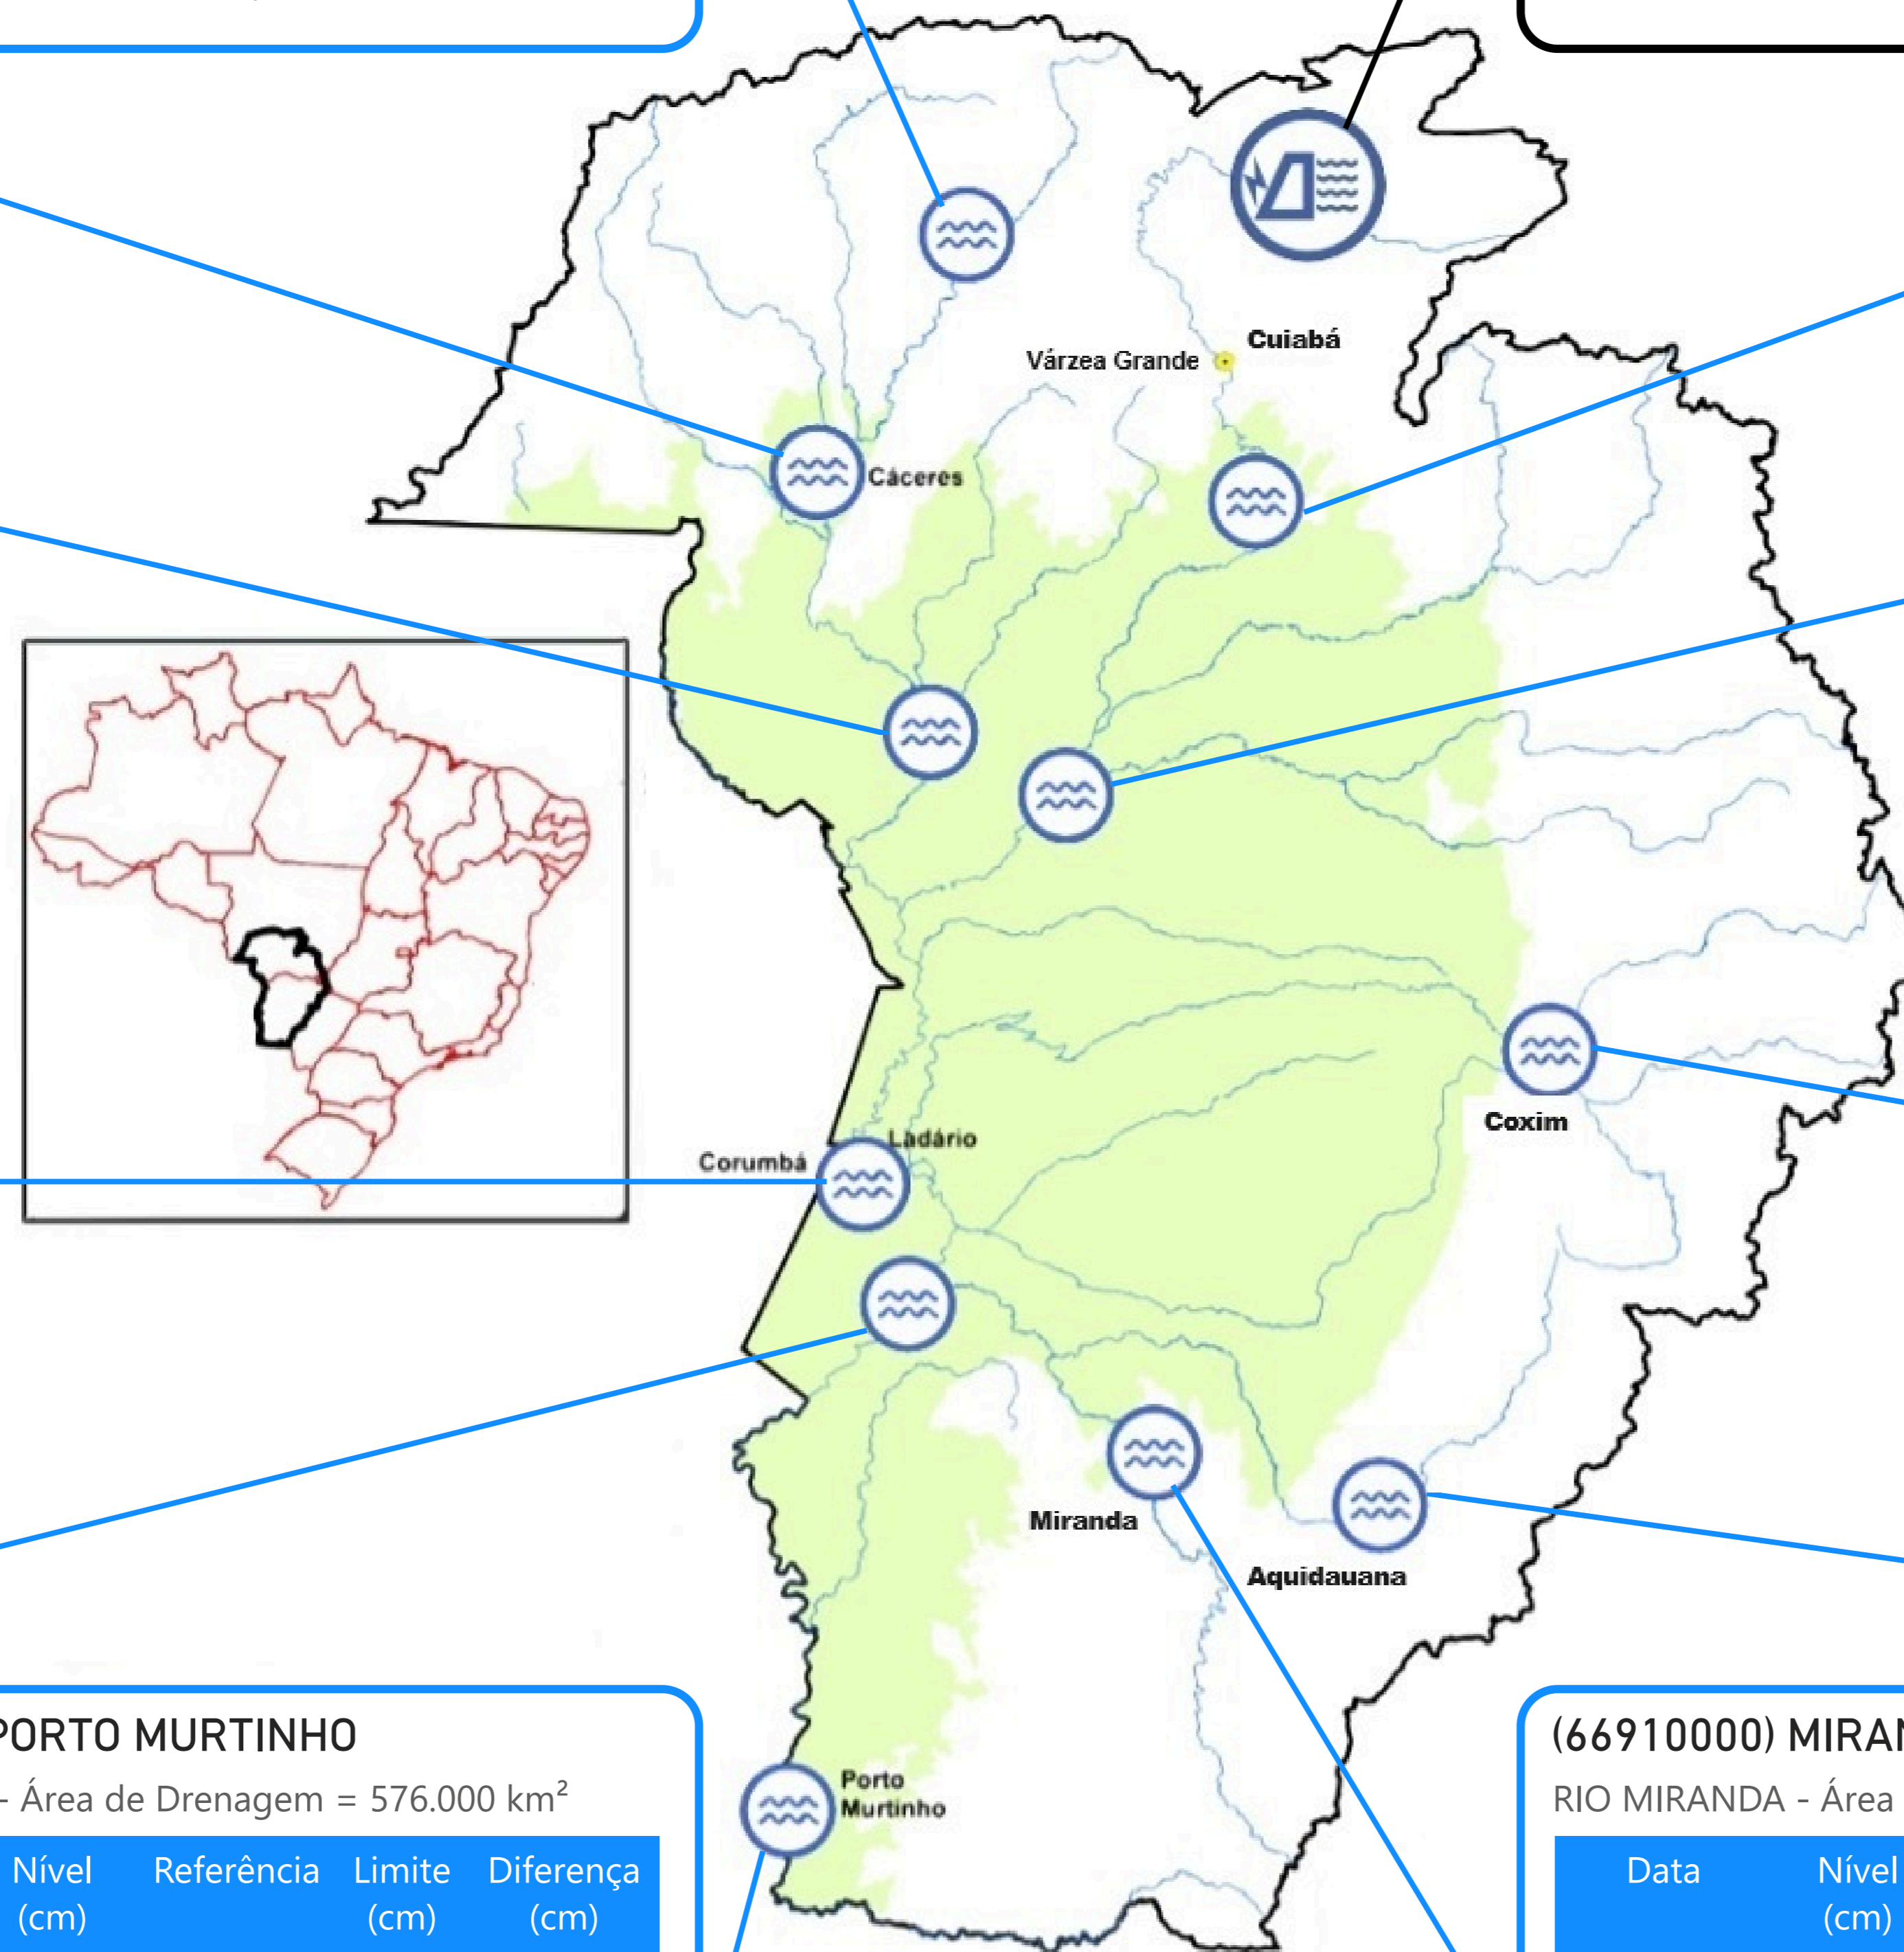 Cuiabá
Várzea Grande
Cáceres
Coxim
Ladário
Corumbá
Miranda
Aquidauana
PORTO MURTINHO
- Área de Drenagem = 576.000 km²
Nível (cm) Referência Limite (cm) Diferença (cm)
Porto
Murtinho
(66910000) MIRAN
RIO MIRANDA - Área
Data Nível (cm)